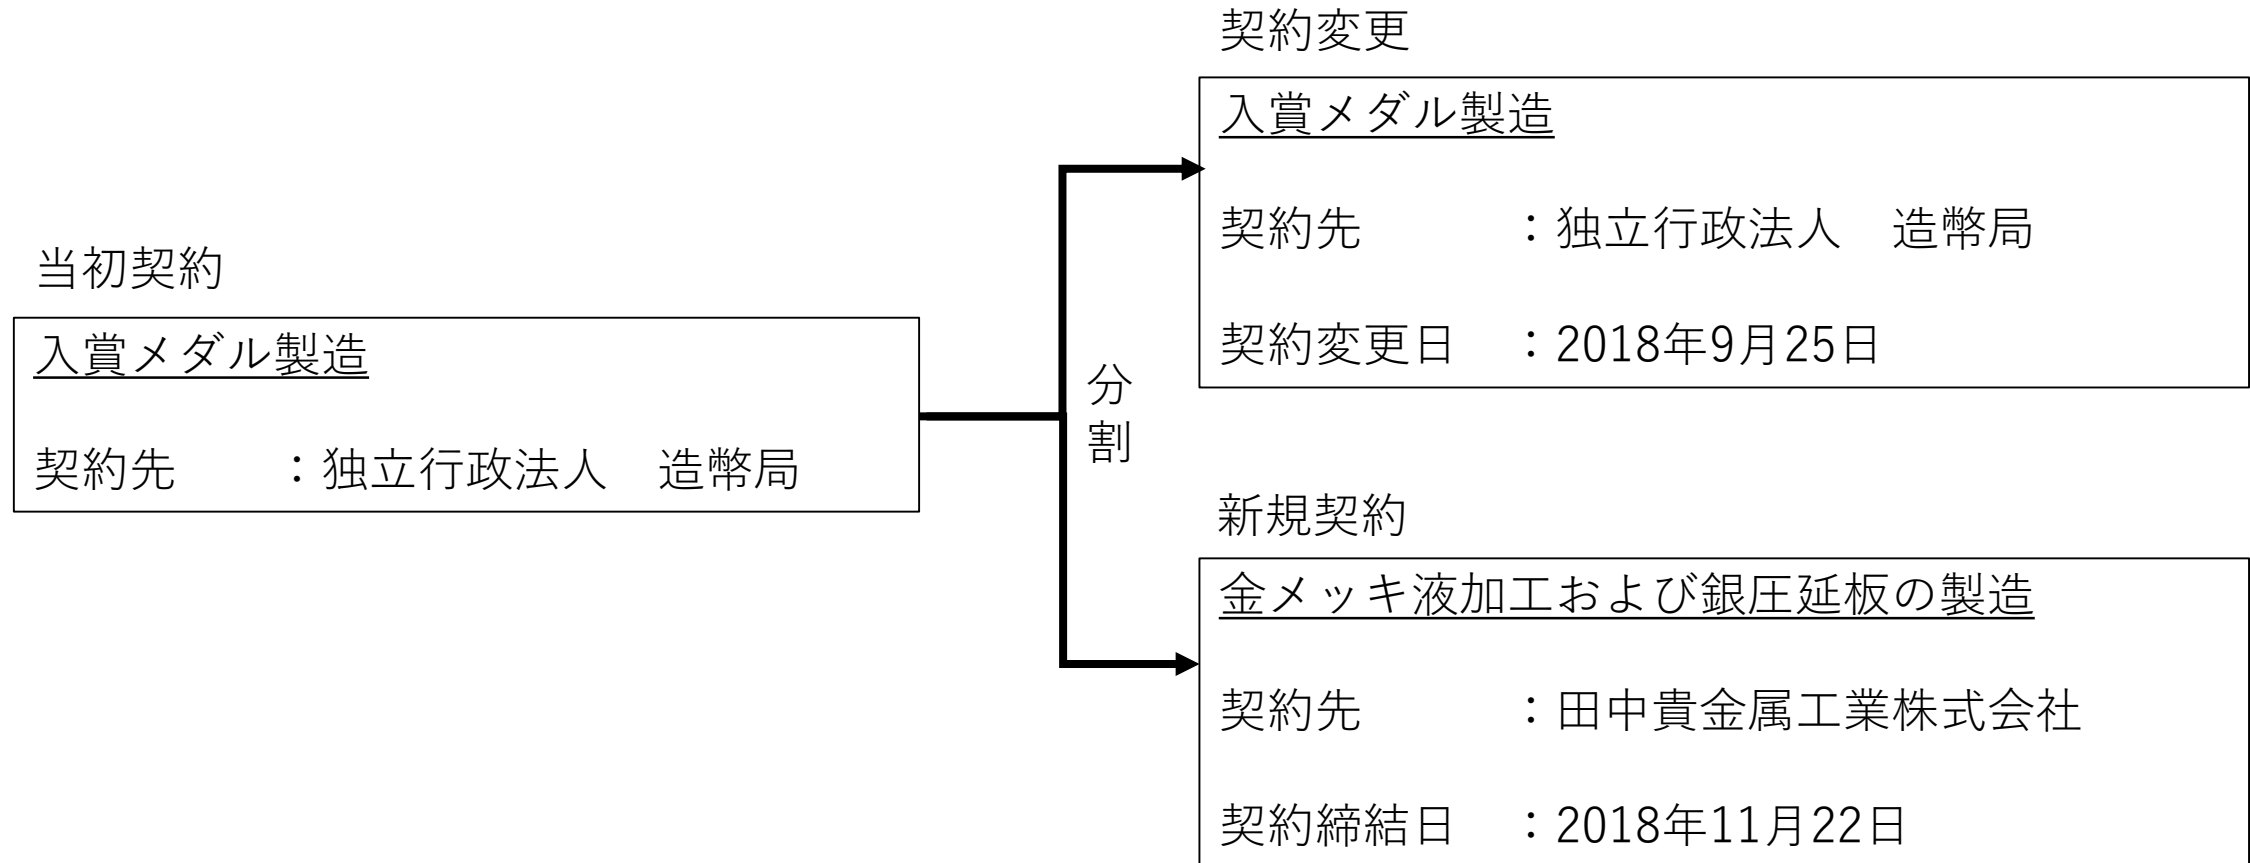 当初契約
入賞メダル製造
契約先　　：独立行政法人　造幣局
分割
契約変更
入賞メダル製造
契約先　　　：独立行政法人　造幣局
契約変更日　：2018年9月25日
新規契約
金メッキ液加工および銀圧延板の製造
契約先　　　：田中貴金属工業株式会社
契約締結日　：2018年11月22日